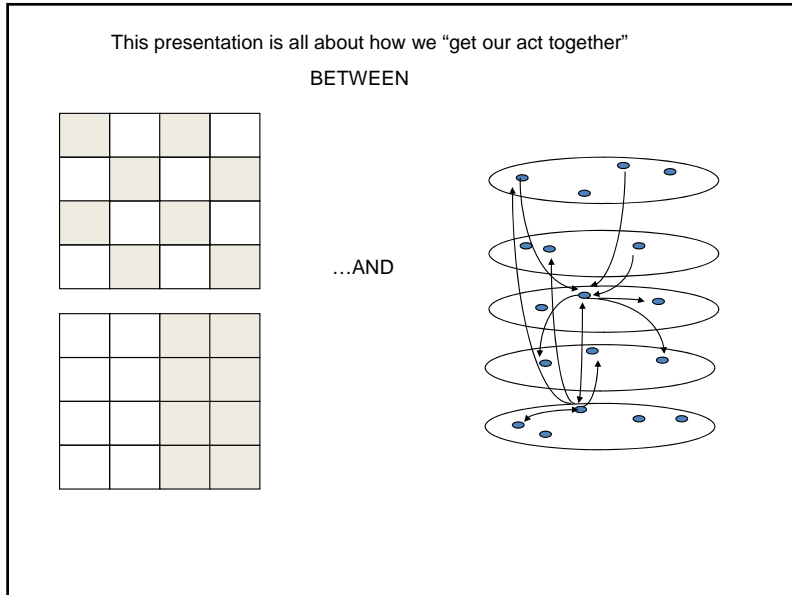 This presentation is all about how we “get our act together”
BETWEEN
…AND